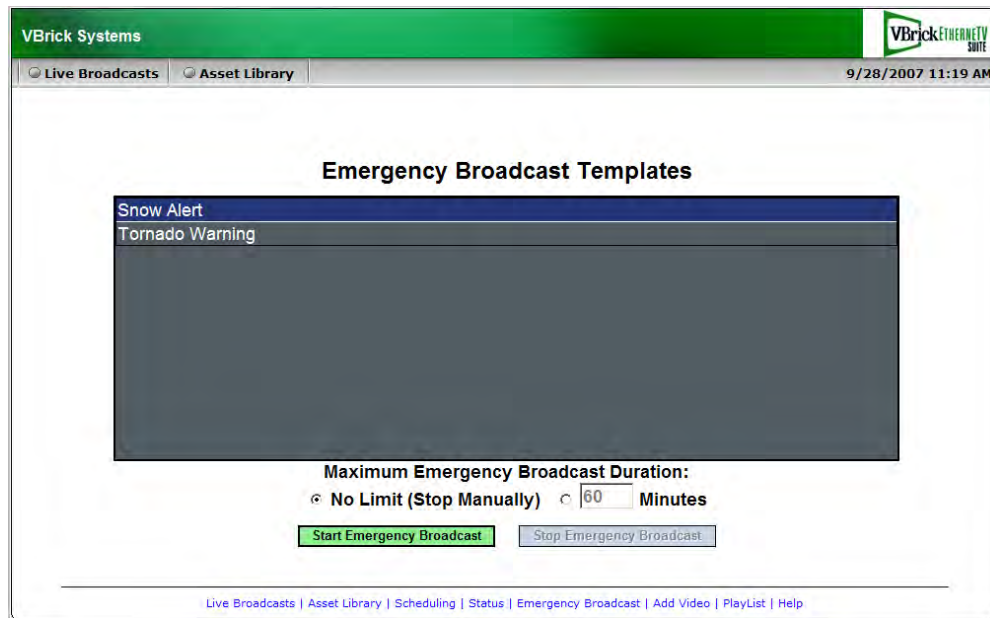 VBrick Systems
VBrick ETHERNETV
SUITE
Live Broadcasts Asset Library 9/28/2007 11:19 AM
Emergency Broadcast Templates
Snow Alert
Tornado Warning
Maximum Emergency Broadcast Duration:
No Limit (Stop Manually) 60 Minutes
Start Emergency Broadcast Stop Emergency Broadcast
Live Broadcasts | Asset Library | Scheduling | Status | Emergency Broadcast | Add Video | PlayList | Help